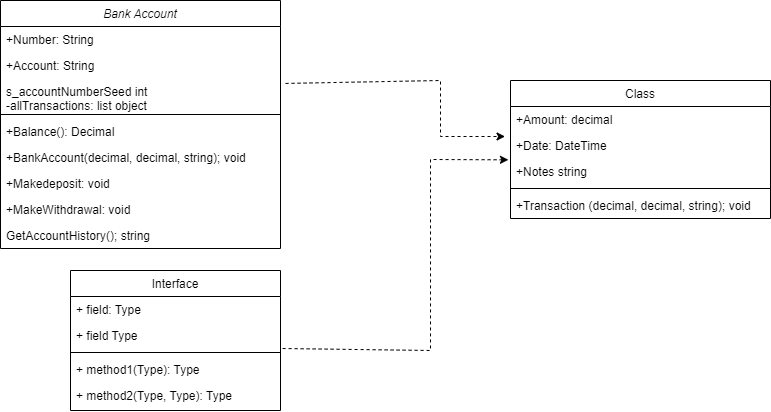 Bank Account
+Number: String
+Account: String
s_accountNumberSeed int
-allTransactions: list object
+Balance(): Decimal
+BankAccount(decimal, decimal, string); void
+Makedeposit: void
+MakeWithdrawal: void
GetAccountHistory(); string
Class
+Amount: decimal
+Date: DateTime
+Notes string
+Transaction (decimal, decimal, string); void
Interface
+ field: Type
+ field Type
+ method1(Type): Type
+ method2(Type, Type): Type